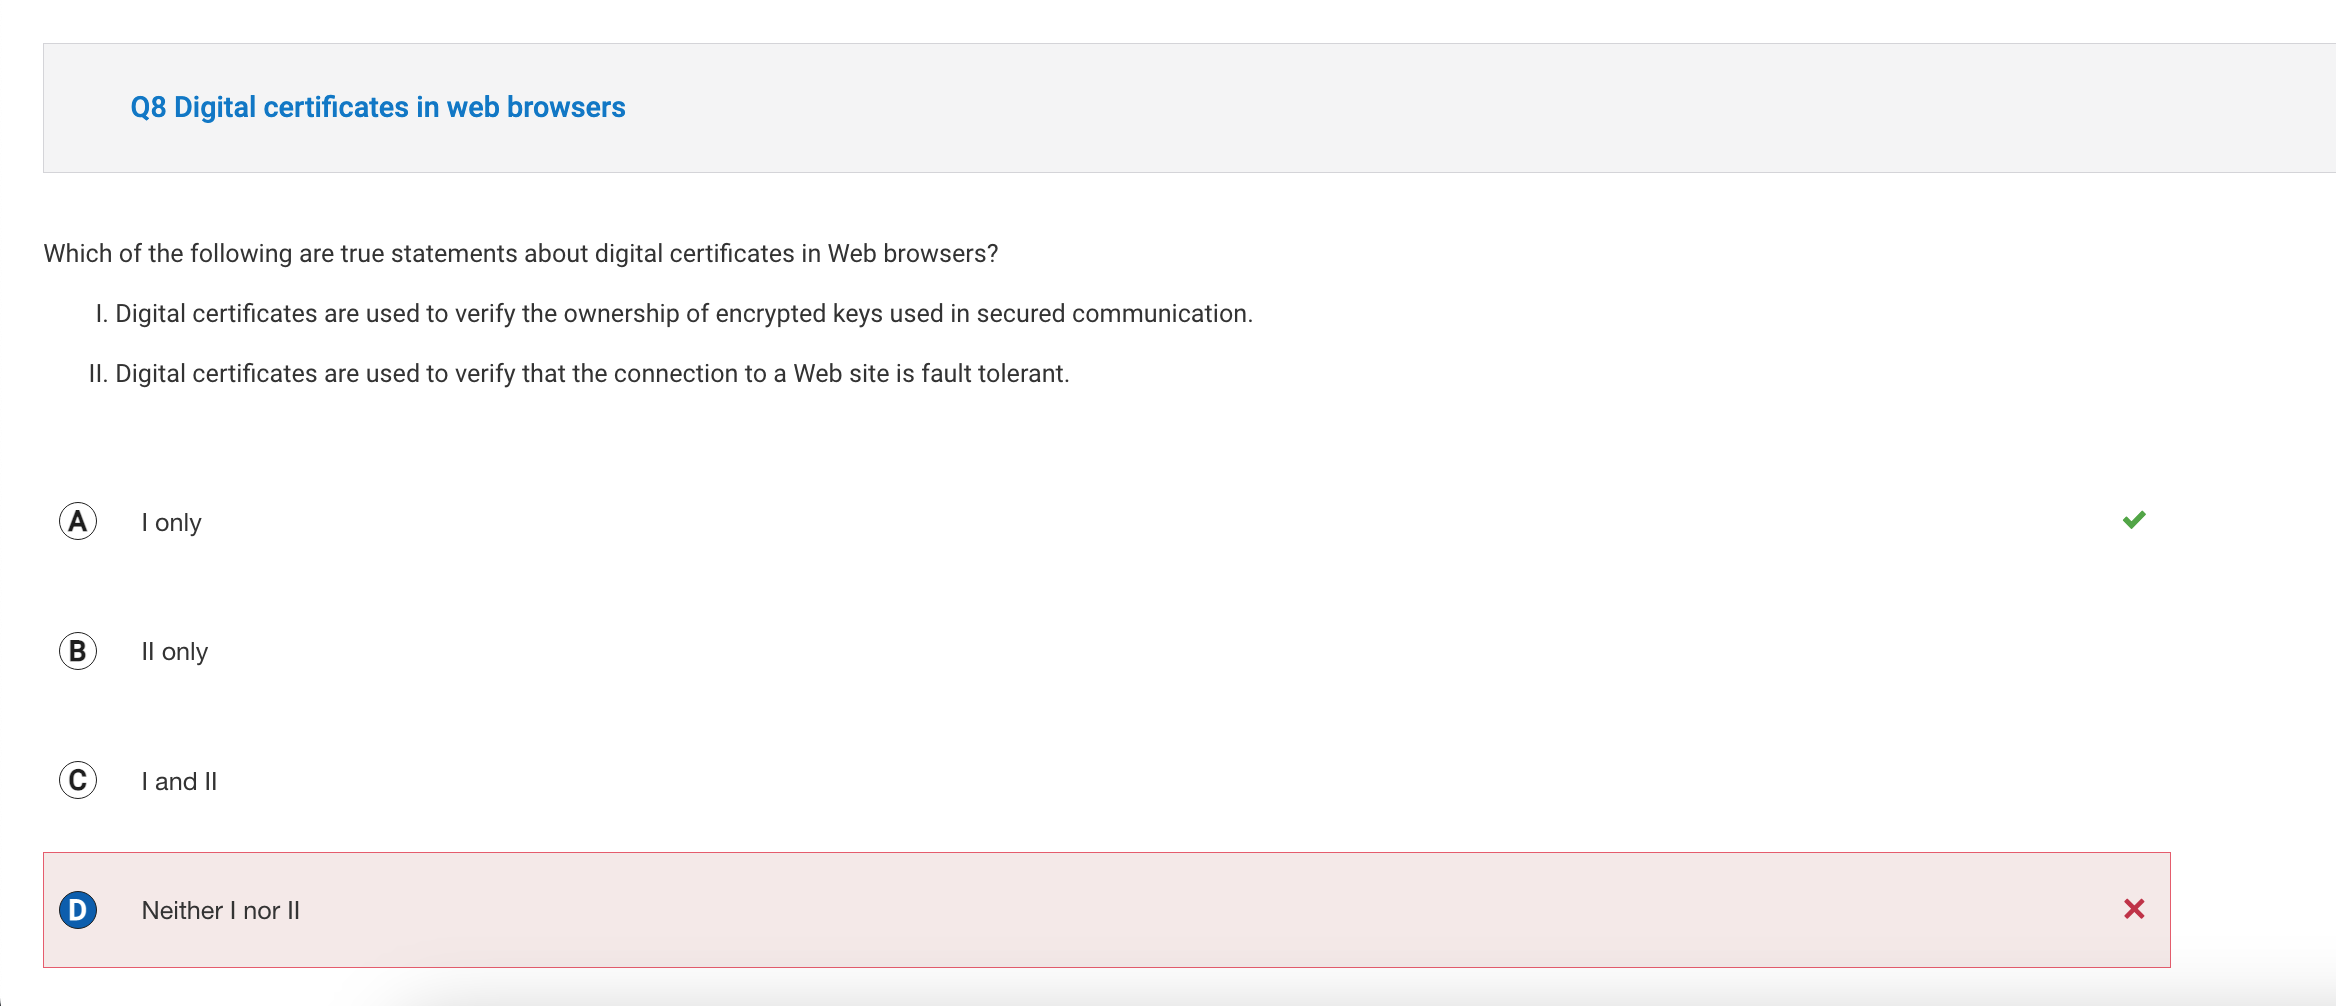 Q8 Digital certificates in web browsers
Which of the following are true statements about digital certificates in Web browsers?
I. Digital certificates are used to verify the ownership of encrypted keys used in secured communication.
II. Digital certificates are used to verify that the connection to a Web site is fault tolerant.
A I only
B II only
C I and II
D Neither I nor II